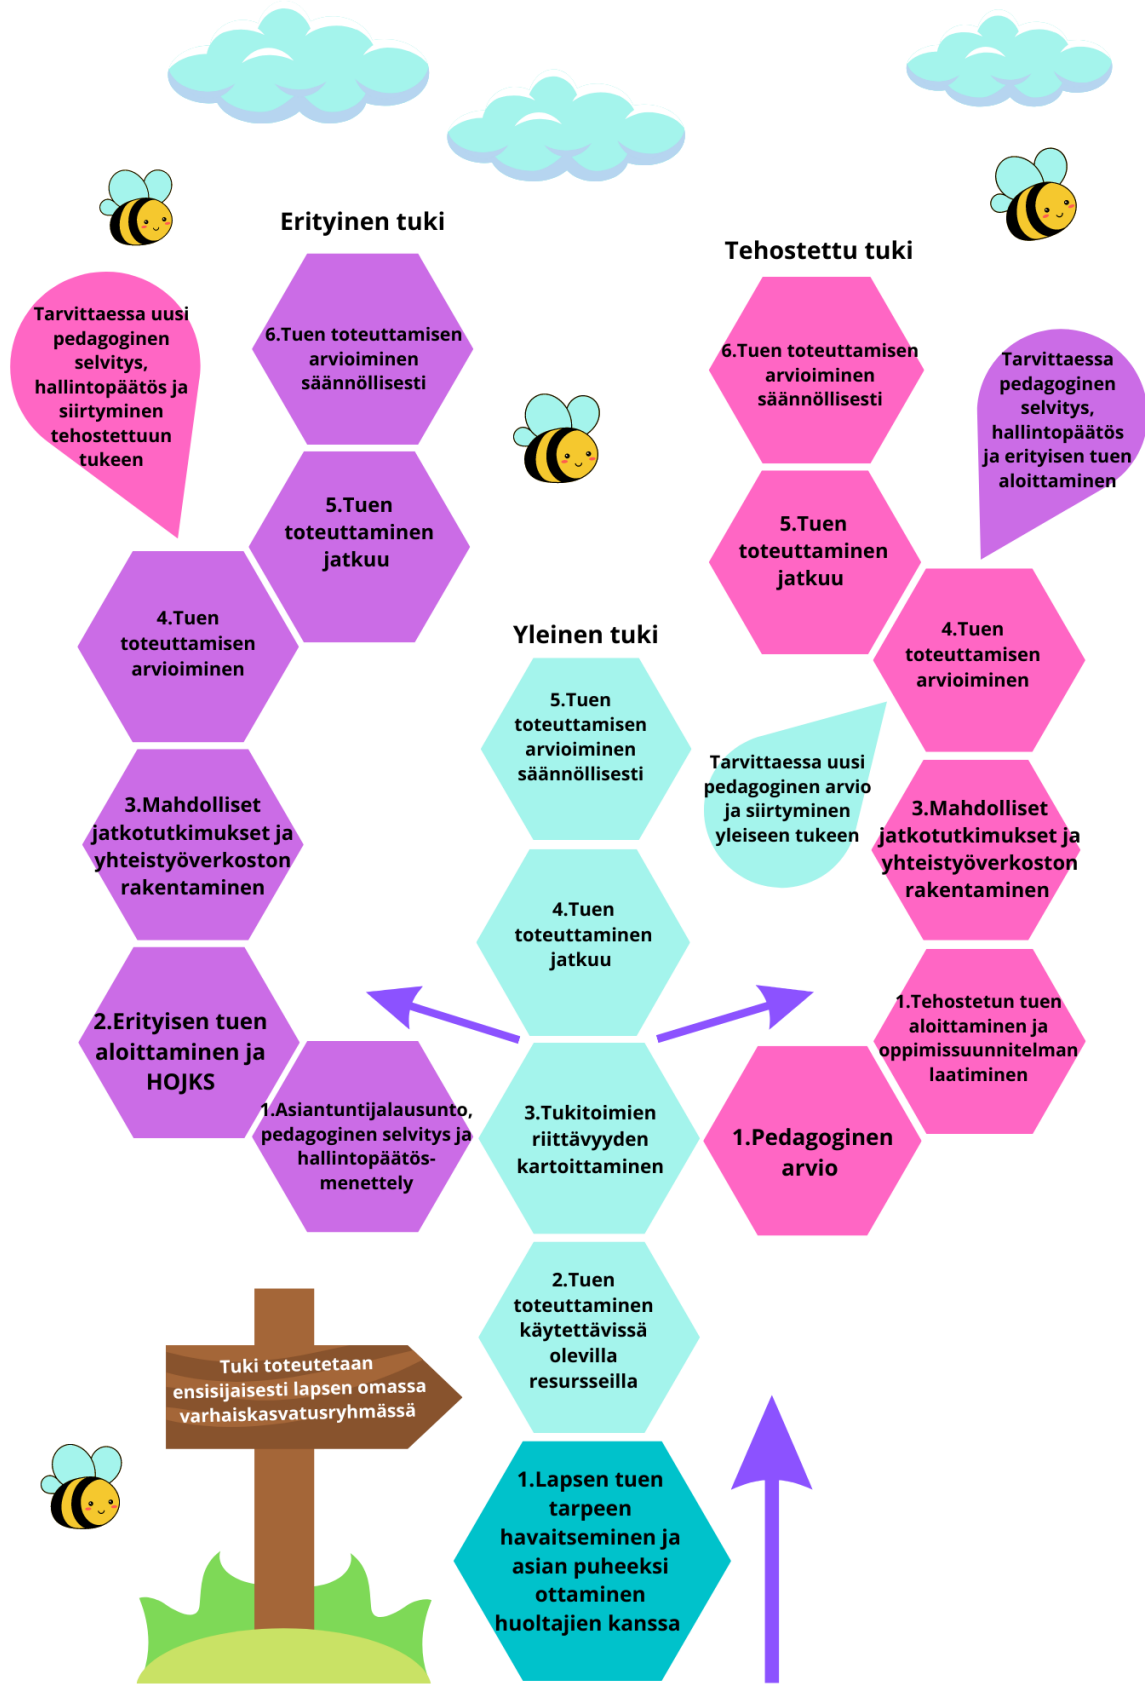 Erityinen tuki
Tehostettu tuki
Tarvittaessa uusi
pedagoginen
selvitys,
hallintopäätös ja
siirtyminen
tehostettuun
tukeen
6.Tuen toteuttamisen
arvioiminen
säännöllisesti
6.Tuen toteuttamisen
arvioiminen
säännöllisesti
Tarvittaessa
pedagoginen
selvitys,
hallintopäätös
ja erityisen tuen
aloittaminen
5.Tuen
toteuttaminen
jatkuu
5.Tuen
toteuttaminen
jatkuu
4.Tuen
toteuttamisen
arvioiminen
4.Tuen
toteuttamisen
arvioiminen
Yleinen tuki
5.Tuen
toteuttamisen
arvioiminen
säännöllisesti
Tarvittaessa uusi
pedagoginen arvio
ja siirtyminen
yleiseen tukeen
3.Mahdolliset
jatkotutkimukset ja
yhteistyöverkoston
rakentaminen
3.Mahdolliset
jatkotutkimukset ja
yhteistyöverkoston
rakentaminen
4.Tuen
toteuttaminen
jatkuu
2.Erityisen tuen
aloittaminen ja
HOJKS
1.Tehostetun tuen
aloittaminen ja
oppimissuunnitelman
laatiminen
1.Asiantuntijalausunto,
pedagoginen selvitys ja
hallintopäätös-
menettely
3.Tukitoimien
riittävyyden
kartoittaminen
1.Pedagoginen
arvio
2.Tuen
toteuttaminen
käytettävissä
olevilla
resursseilla
Tuki toteutetaan
ensisijaisesti lapsen omassa
varhaiskasvatusryhmässä
1.Lapsen tuen
tarpeen
havaitseminen ja
asian puheeksi
ottaminen
huoltajien kanssa